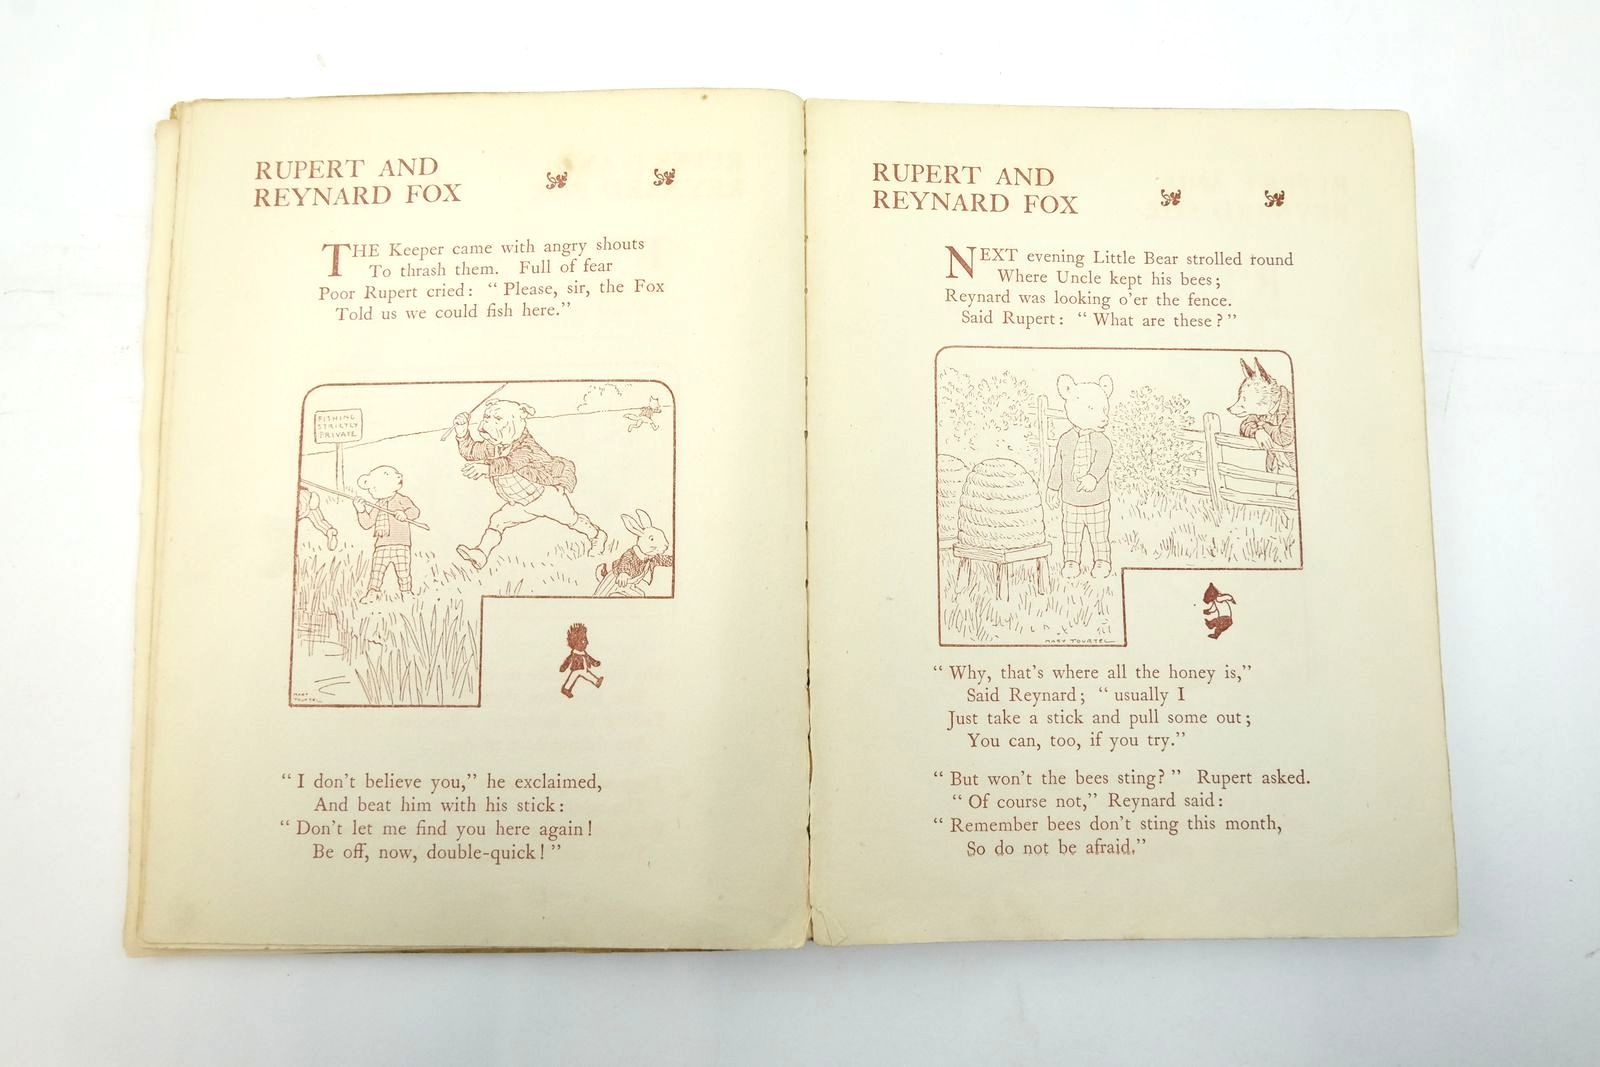 RUPERT AND
REYNARD FOX
THE Keeper came with angry shouts
To thrash them. Full of fear
Poor Rupert cried: “Please, sir, the Fox
Told us we could fish here.”
FISHING
STRICTLY
PRIVATE
MARY
TOURTEL
“I don't believe you,” he exclaimed,
And beat him with his stick:
“Don't let me find you here again!
Be off, now, double-quick!”
RUPERT AND
REYNARD FOX
NEXT evening Little Bear strolled round
Where Uncle kept his bees;
Reynard was looking o'er the fence.
Said Rupert: “What are these?”
MARY TOURTEL
“Why, that's where all the honey is,”
Said Reynard; “usually I
Just take a stick and pull some out;
You can, too, if you try.”
“But won't the bees sting?” Rupert asked.
“Of course not,” Reynard said:
“Remember bees don't sting this month,
So do not be afraid.”